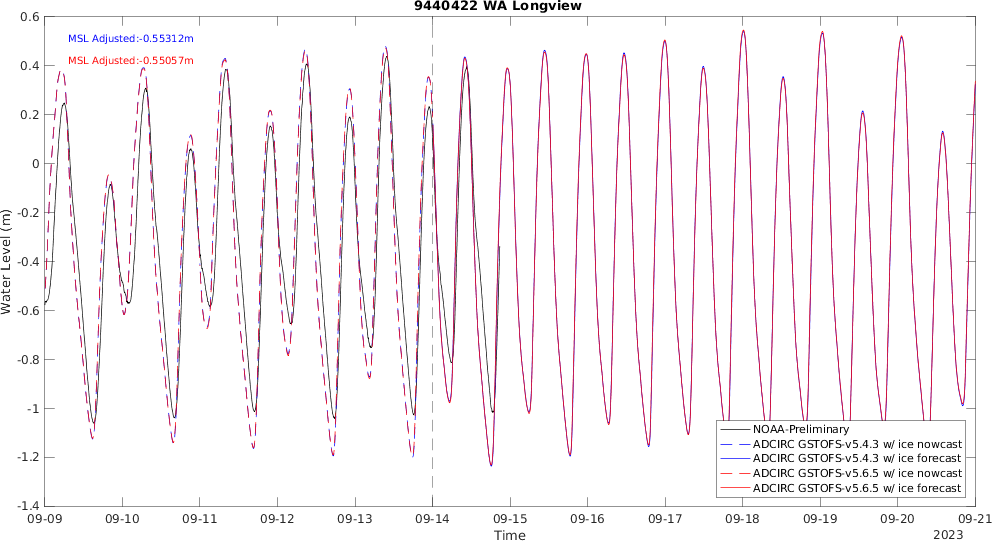 9440422 WA Longview
MSL Adjusted:-0.55312m
MSL Adjusted:-0.55057m
0.6
0.4
0.2
0
-0.2
-0.4
-0.6
-0.8
-1
-1.2
-1.4
Water Level (m)
NOAA-Preliminary
ADCIRC GSTOFS-v5.4.3 w/ ice nowcast
ADCIRC GSTOFS-v5.4.3 w/ ice forecast
ADCIRC GSTOFS-v5.6.5 w/ ice nowcast
ADCIRC GSTOFS-v5.6.5 w/ ice forecast
09-09 09-10 09-11 09-12 09-13 09-14 09-15 09-16 09-17 09-18 09-19 09-20 09-21
Time
2023